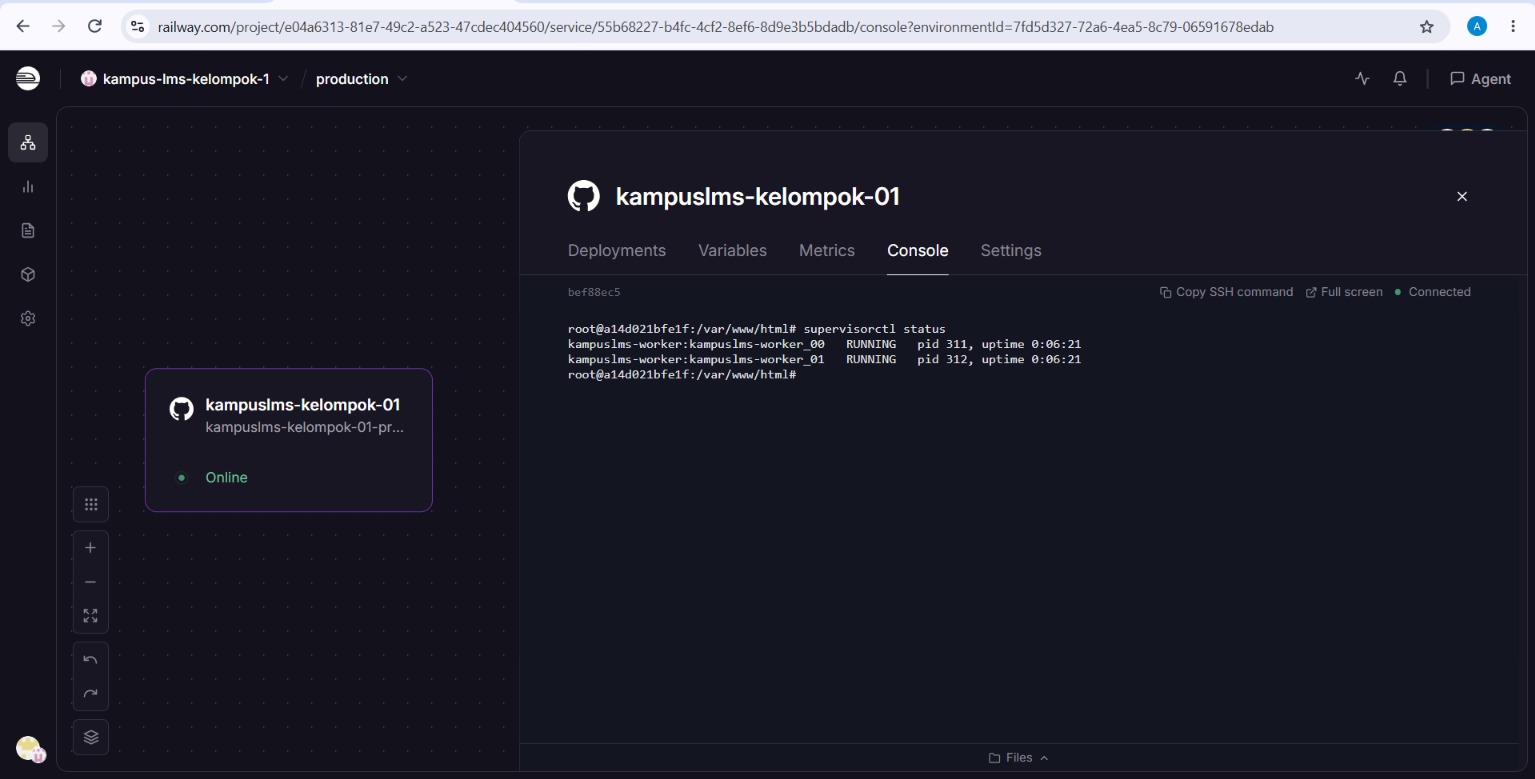 railway.com/project/e04a6313-81e7-49c2-a523-47cdec404560/service/55b68227-b4fc-4cf2-8ef6-8d9e3b5bdadb/console?environmentId=7fd5d327-72a6-4ea5-8c79-06591678edab
A
kampus-lms-kelompok-1 / production
Agent
kampuslms-kelompok-01
Deployments Variables Metrics Console Settings
bef88ec5 Copy SSH command Full screen Connected
root@a14d021bfe1f:/var/www/html# supervisorctl status
kampuslms-worker:kampuslms-worker_00 RUNNING pid 311, uptime 0:06:21
kampuslms-worker:kampuslms-worker_01 RUNNING pid 312, uptime 0:06:21
root@a14d021bfe1f:/var/www/html#
kampuslms-kelompok-01
kampuslms-kelompok-01-pr...
Online
Files